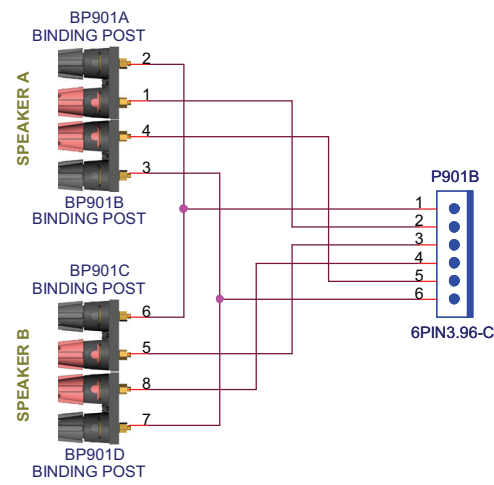 BP901A
BINDING POST
SPEAKER A
2
1
4
3
BP901B
BINDING POST
P901B
1
2
3
4
5
6
6PIN3.96-C
BP901C
BINDING POST
SPEAKER B
6
5
8
7
BP901D
BINDING POST